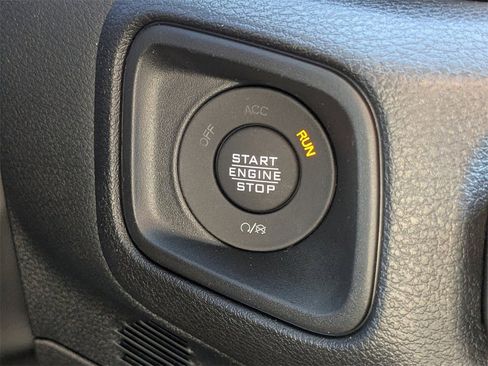 ACC
OFF
RUN
START
ENGINE
STOP